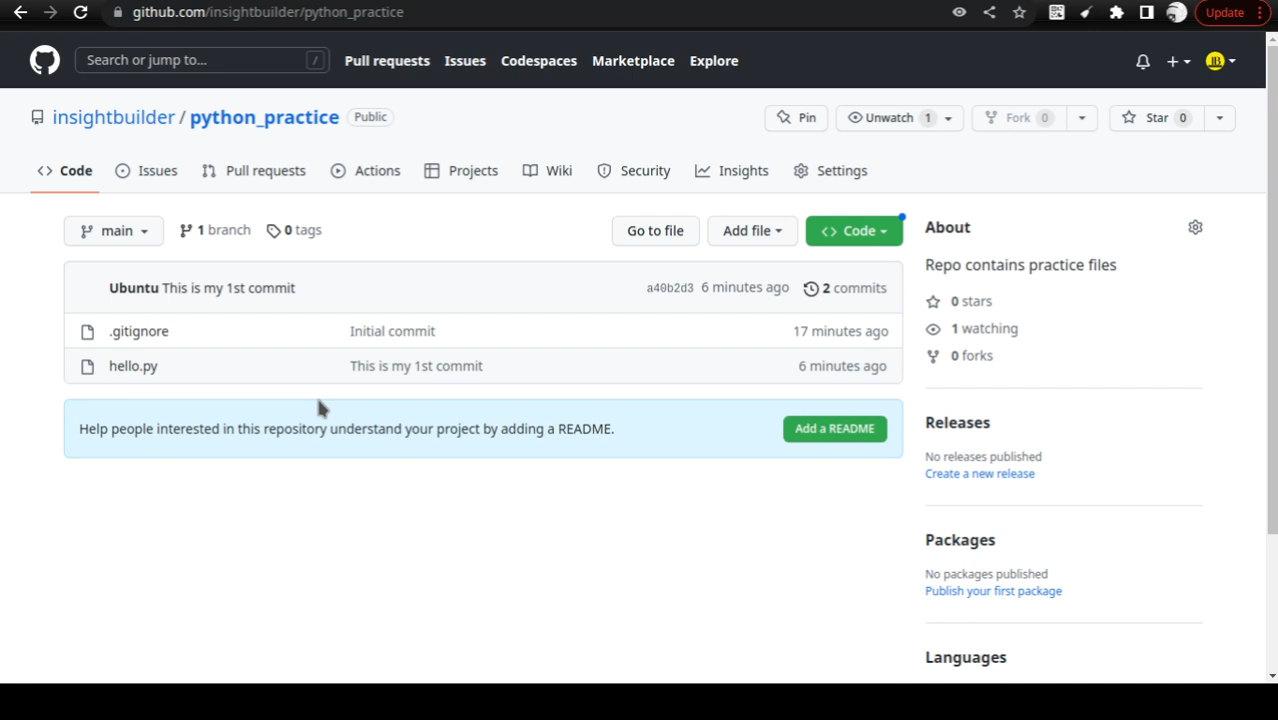 github.com/insightbuilder/python_practice
Update
Search or jump to... /
Pull requests Issues Codespaces Marketplace Explore
insightbuilder / python_practice Public
Pin Unwatch 1 Fork 0 Star 0
Code Issues Pull requests Actions Projects Wiki Security Insights Settings
main 1 branch 0 tags Go to file Add file Code
Ubuntu This is my 1st commit a40b2d3 6 minutes ago 2 commits
.gitignore Initial commit 17 minutes ago
hello.py This is my 1st commit 6 minutes ago
Help people interested in this repository understand your project by adding a README. Add a README
About
Repo contains practice files
0 stars
1 watching
0 forks
Releases
No releases published
Create a new release
Packages
No packages published
Publish your first package
Languages